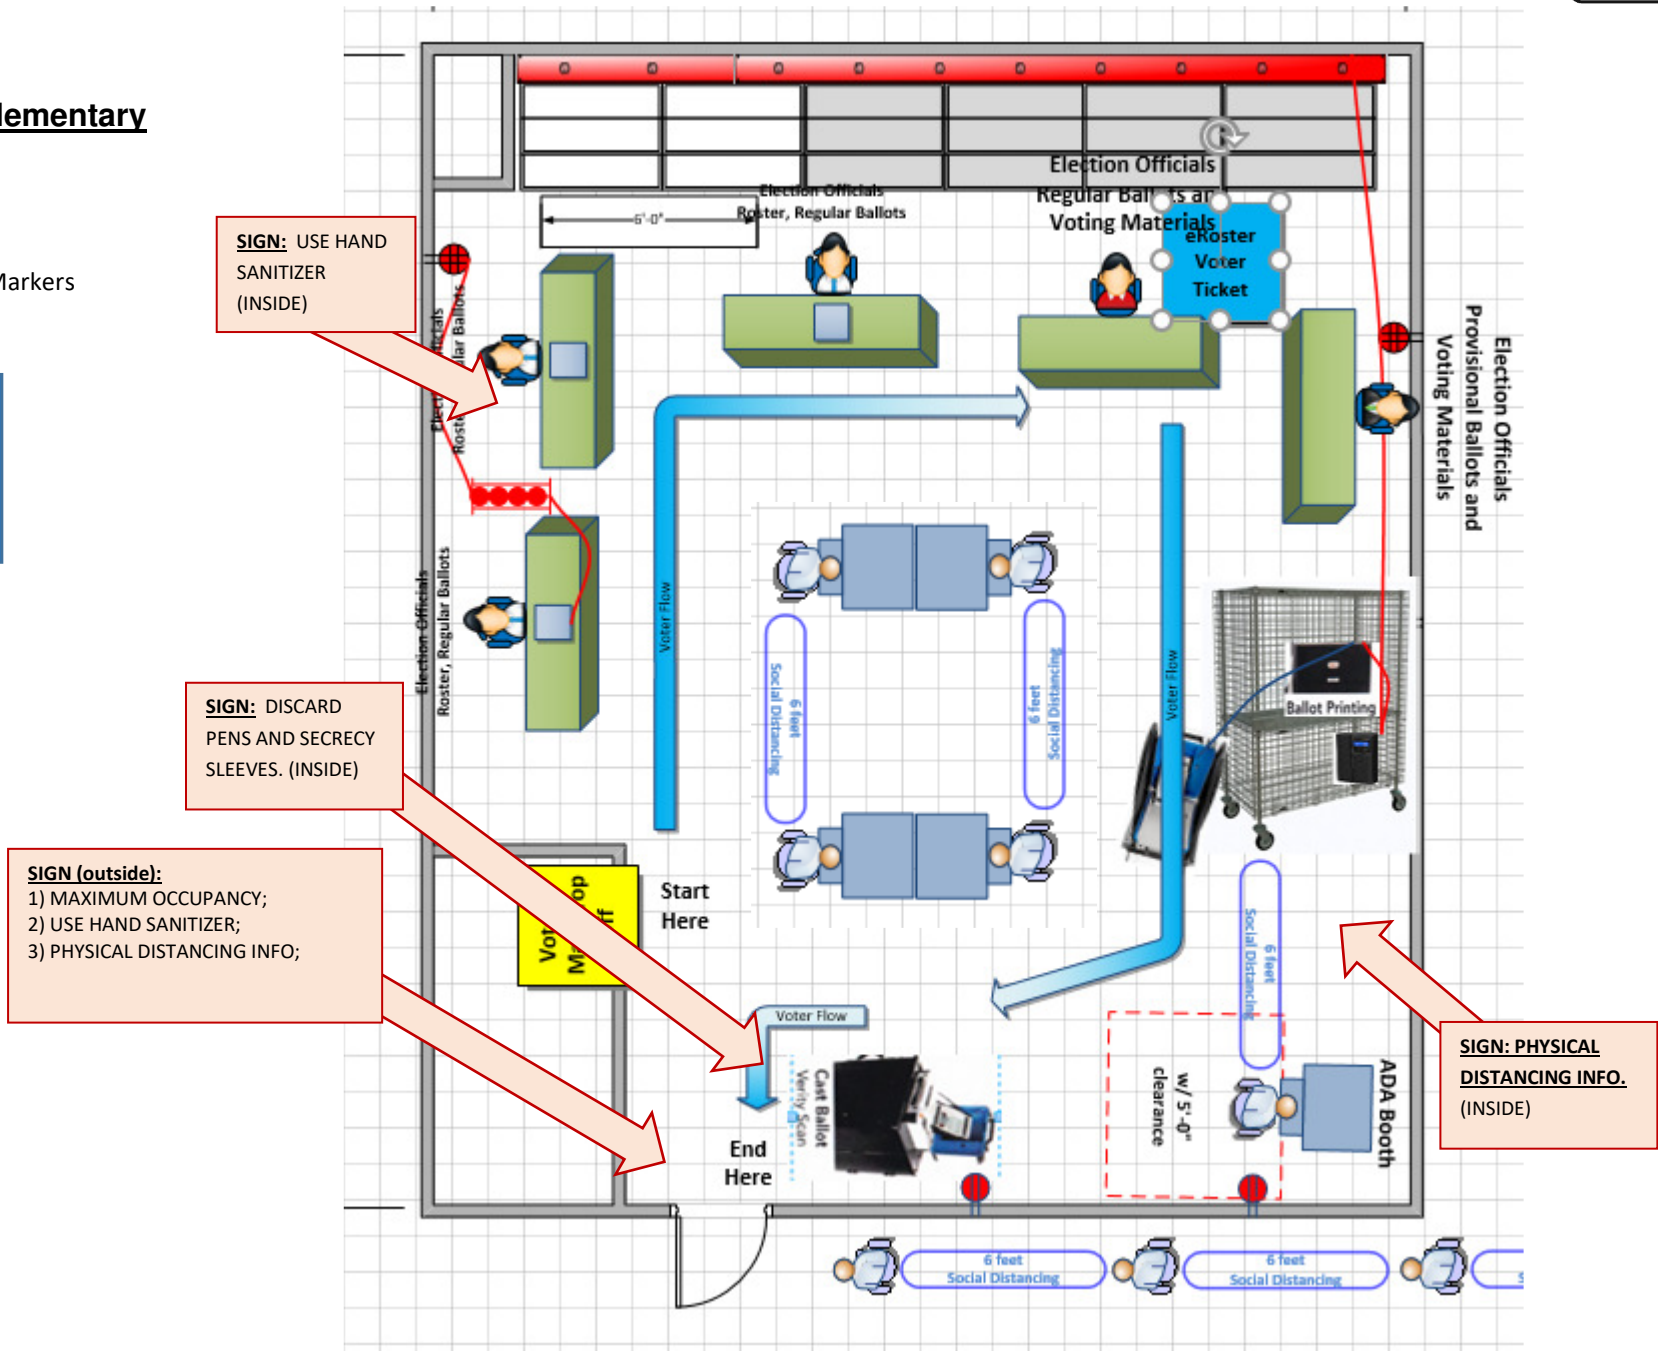 lementary
Markers
SIGN: USE HAND
SANITIZER
(INSIDE)
SIGN: DISCARD
PENS AND SECRECY
SLEEVES. (INSIDE)
SIGN (outside):
1) MAXIMUM OCCUPANCY;
2) USE HAND SANITIZER;
3) PHYSICAL DISTANCING INFO;
6'-0"
Election Officials
Roster, Regular Ballots
Election Officials
Regular Ballots an
Voting Materials
eRoster
Voter
Ticket
Election Officials
Provisional Ballots and
Voting Materials
Election Officials
Roster, Regular Ballots
Voter Flow
Voter Flow
6 feet
Social Distancing
6 feet
Social Distancing
Ballot Printing
Start
Here
6 feet
Social Distancing
Voter Flow
Cast Ballot
Verity Scan
End
Here
w/ 5'-0"
clearance
ADA Booth
SIGN: PHYSICAL
DISTANCING INFO.
(INSIDE)
6 feet
Social Distancing
6 feet
Social Distancing